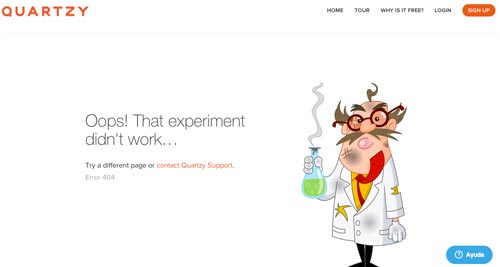 QUARTZY
HOME TOUR WHY IS IT FREE? LOGIN SIGN UP
Oops! That experiment
didn't work...
Try a different page or contact Quartzy Support.
Error 404
Ayuda